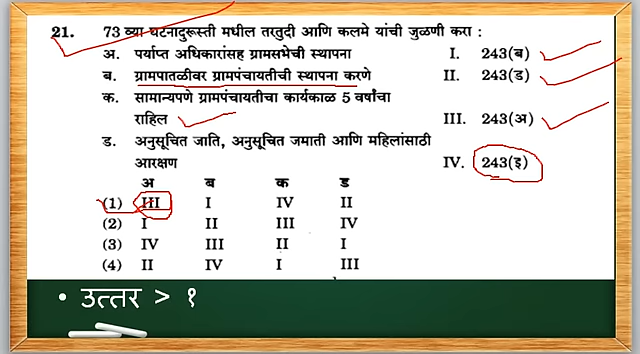 21. 73 व्या घटनादुरूस्ती मधील तरतुदी आणि कलमे यांची जुळणी करा :
अ. पर्याप्त अधिकारांसह ग्रामसभेची स्थापना I. 243(ब)
ब. ग्रामपातळीवर ग्रामपंचायतीची स्थापना करणे II. 243(ड)
क. सामान्यपणे ग्रामपंचायतीचा कार्यकाळ 5 वर्षांचा
राहिल III. 243(अ)
ड. अनुसूचित जाति, अनुसूचित जमाती आणि महिलांसाठी
आरक्षण IV. 243(इ)
अ ब क ड
(1) III I IV II
(2) I II III IV
(3) IV III II I
(4) II IV I III
• उत्तर > १